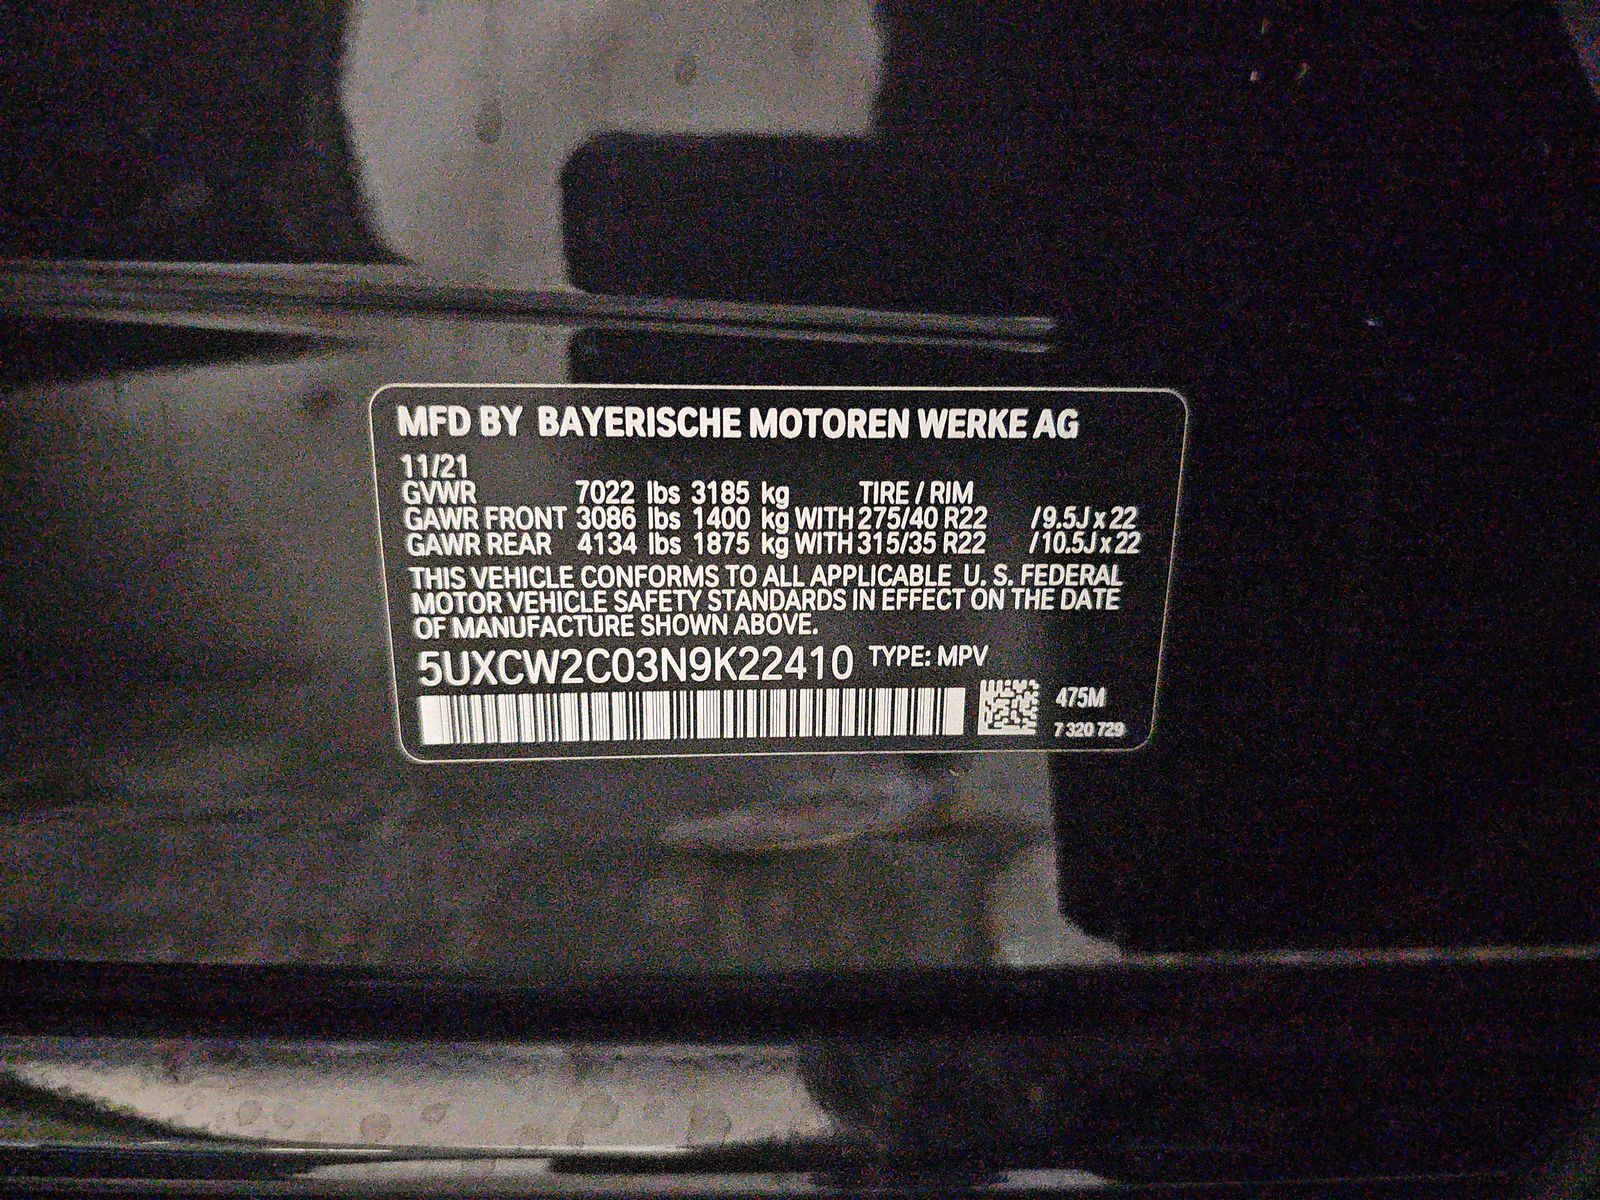 MFD BY BAYERISCHE MOTOREN WERKE AG
11/21
GVWR 7022 lbs 3185 kg TIRE / RIM
GAWR FRONT 3086 lbs 1400 kg WITH 275/40 R22 /9.5J x 22
GAWR REAR 4134 lbs 1875 kg WITH 315/35 R22 /10.5J x 22
THIS VEHICLE CONFORMS TO ALL APPLICABLE U. S. FEDERAL
MOTOR VEHICLE SAFETY STANDARDS IN EFFECT ON THE DATE
OF MANUFACTURE SHOWN ABOVE.
5UXCW2C03N9K22410 TYPE: MPV
475M
7 320 729